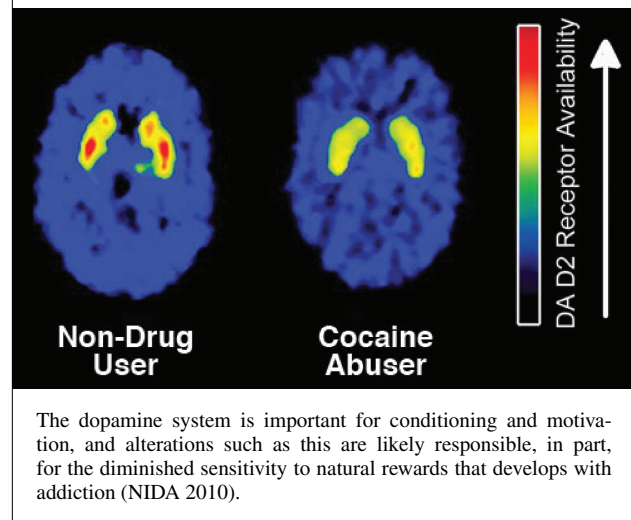 DA D2 Receptor Availability
Non-Drug
User
Cocaine
Abuser
The dopamine system is important for conditioning and motiva-
tion, and alterations such as this are likely responsible, in part,
for the diminished sensitivity to natural rewards that develops with
addiction (NIDA 2010).